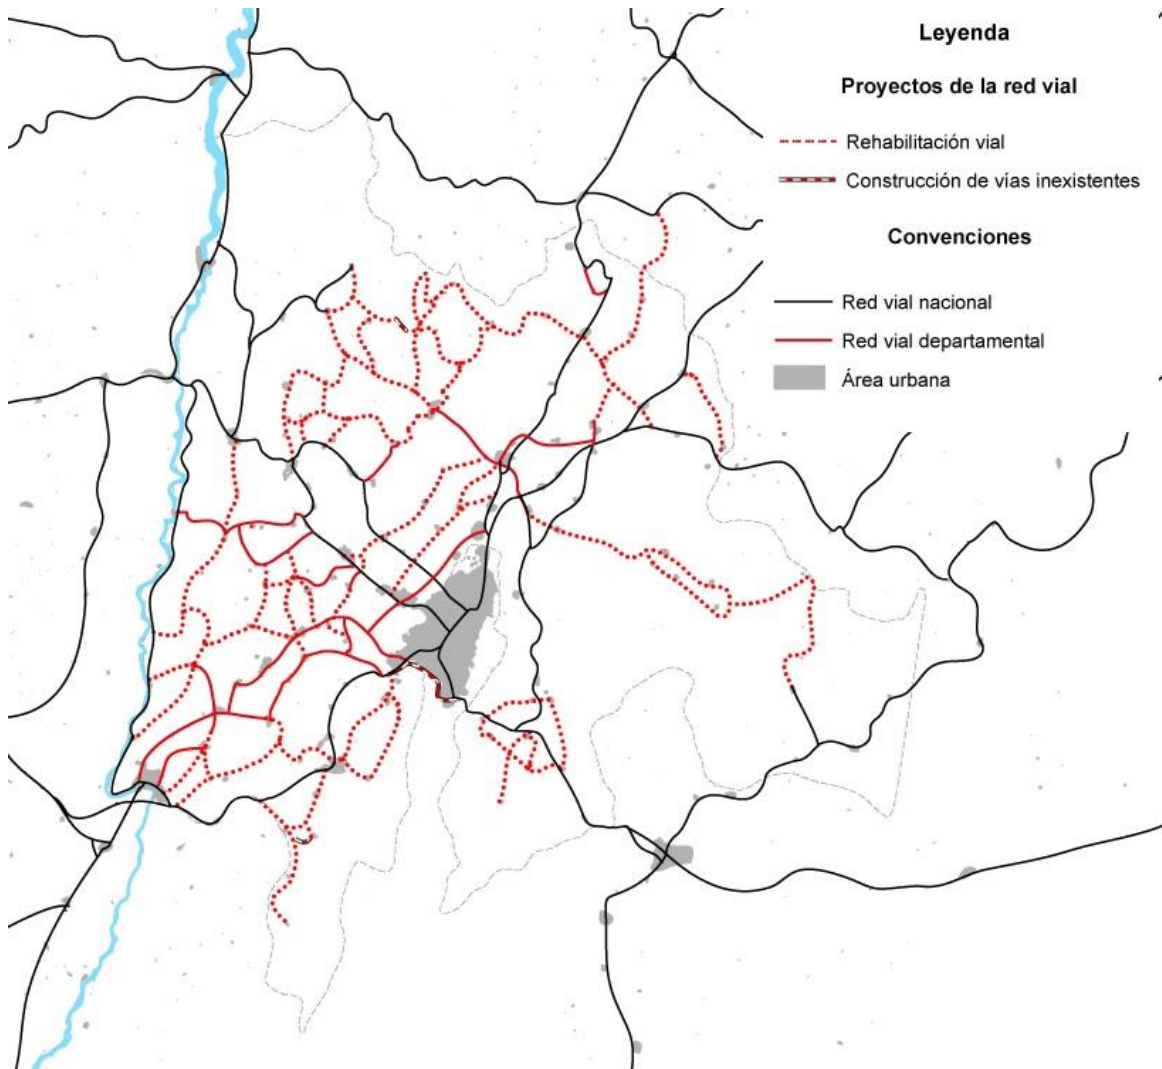 Leyenda
Proyectos de la red vial
Rehabilitación vial
Construcción de vías inexistentes
Convenciones
Red vial nacional
Red vial departamental
Área urbana